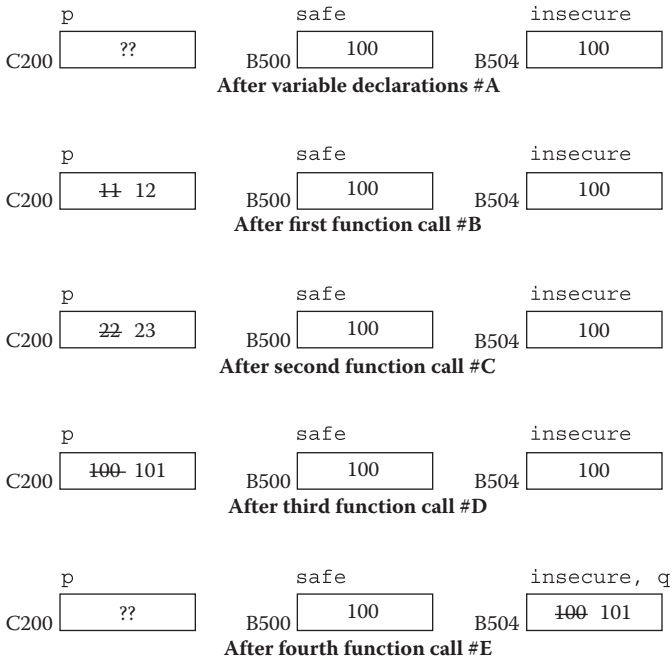 p safe insecure
C200 ?? B500 100 B504 100
After variable declarations #A
p safe insecure
C200 11 12 B500 100 B504 100
After first function call #B
p safe insecure
C200 22 23 B500 100 B504 100
After second function call #C
p safe insecure
C200 100 101 B500 100 B504 100
After third function call #D
p safe insecure, q
C200 ?? B500 100 B504 100 101
After fourth function call #E